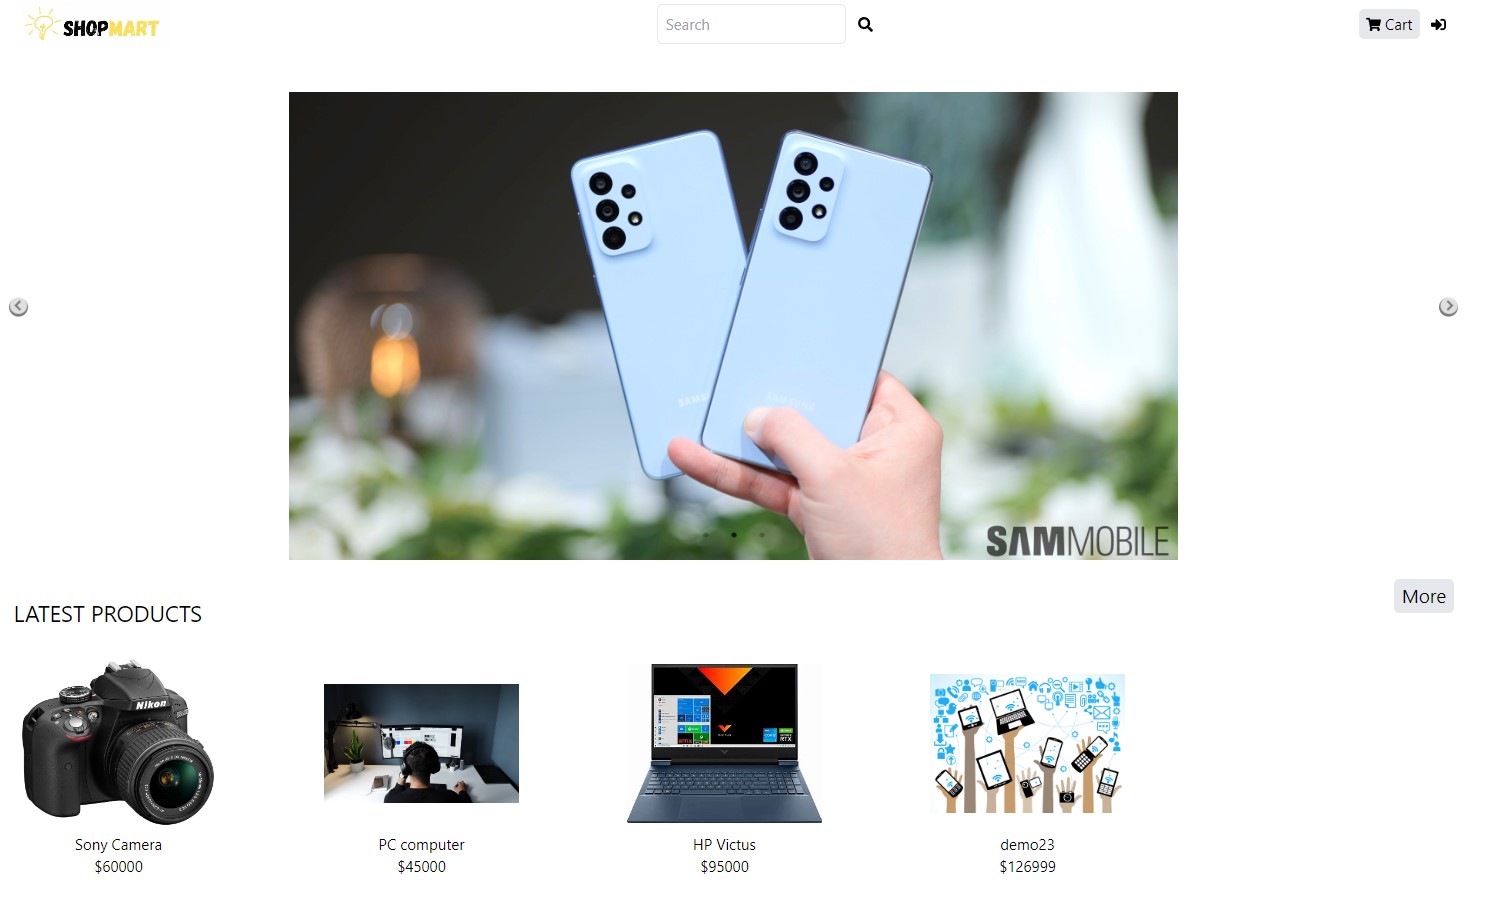 SHOPMART
Search
Cart
SAMSUNG
SAMMOBILE
LATEST PRODUCTS
More
Nikon
Sony Camera
$60000
PC computer
$45000
HP Victus
$95000
demo23
$126999